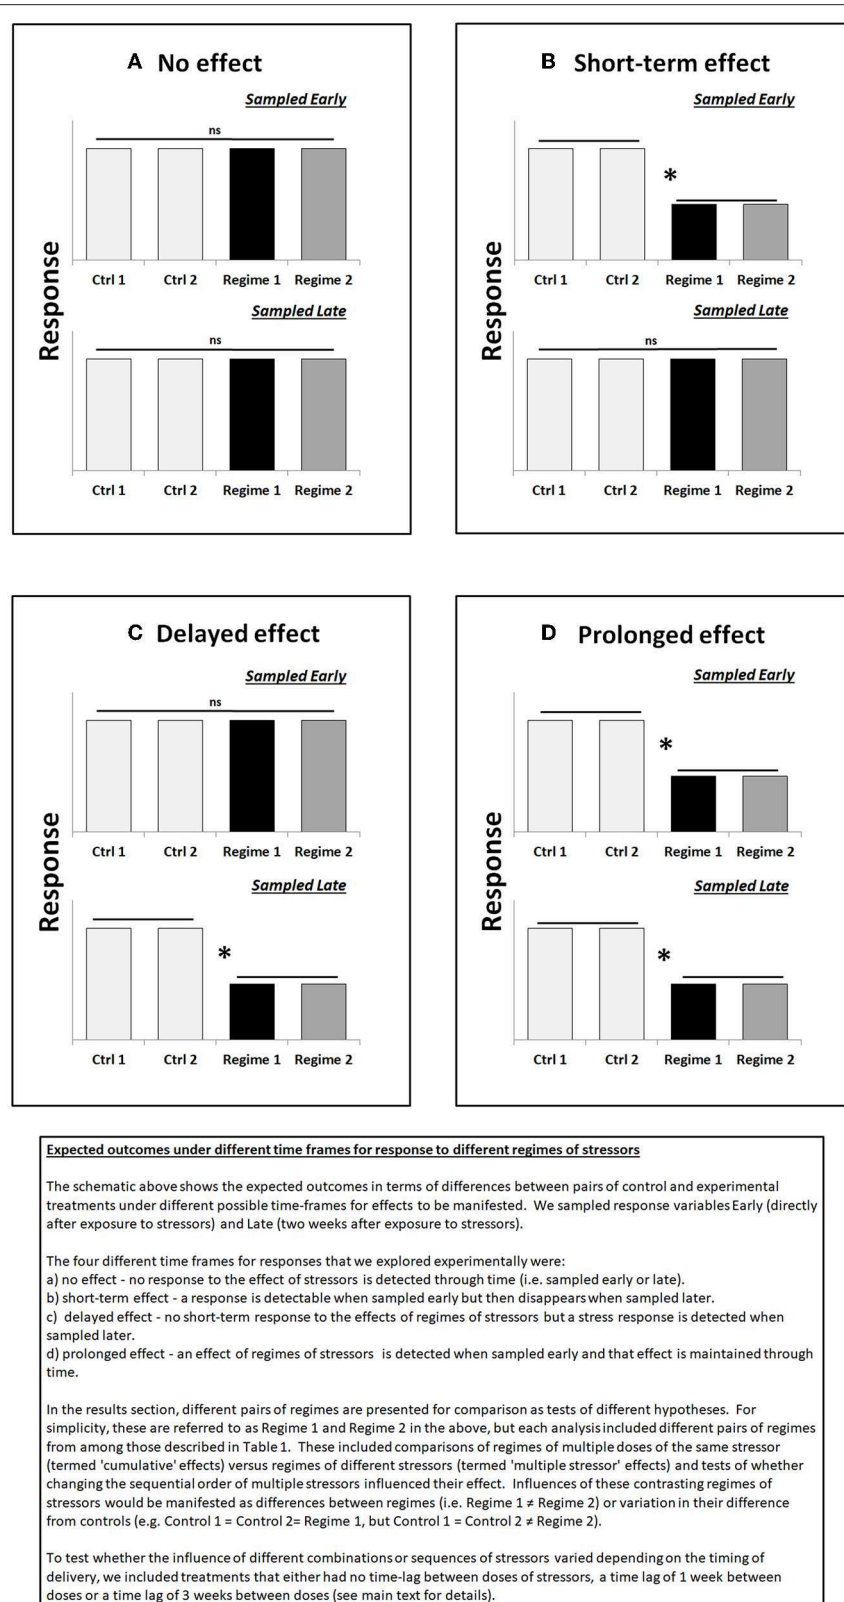 A No effect
Sampled Early
ns
Ctrl 1 Ctrl 2 Regime 1 Regime 2
Response
Sampled Late
ns
Ctrl 1 Ctrl 2 Regime 1 Regime 2
B Short-term effect
Sampled Early
*
Ctrl 1 Ctrl 2 Regime 1 Regime 2
Response
Sampled Late
ns
Ctrl 1 Ctrl 2 Regime 1 Regime 2
C Delayed effect
Sampled Early
ns
Ctrl 1 Ctrl 2 Regime 1 Regime 2
Response
Sampled Late
*
Ctrl 1 Ctrl 2 Regime 1 Regime 2
D Prolonged effect
Sampled Early
*
Ctrl 1 Ctrl 2 Regime 1 Regime 2
Response
Sampled Late
*
Ctrl 1 Ctrl 2 Regime 1 Regime 2
Expected outcomes under different time frames for response to different regimes of stressors
The schematic above shows the expected outcomes in terms of differences between pairs of control and experimental
treatments under different possible time-frames for effects to be manifested. We sampled response variables Early (directly
after exposure to stressors) and Late (two weeks after exposure to stressors).
The four different time frames for responses that we explored experimentally were:
a) no effect - no response to the effect of stressors is detected through time (i.e. sampled early or late).
b) short-term effect - a response is detectable when sampled early but then disappears when sampled later.
c) delayed effect - no short-term response to the effects of regimes of stressors but a stress response is detected when
sampled later.
d) prolonged effect - an effect of regimes of stressors is detected when sampled early and that effect is maintained through
time.
In the results section, different pairs of regimes are presented for comparison as tests of different hypotheses. For
simplicity, these are referred to as Regime 1 and Regime 2 in the above, but each analysis included different pairs of regimes
from among those described in Table 1. These included comparisons of regimes of multiple doses of the same stressor
(termed 'cumulative' effects) versus regimes of different stressors (termed 'multiple stressor' effects) and tests of whether
changing the sequential order of multiple stressors influenced their effect. Influences of these contrasting regimes of
stressors would be manifested as differences between regimes (i.e. Regime 1 ≠ Regime 2) or variation in their difference
from controls (e.g. Control 1 = Control 2= Regime 1, but Control 1 = Control 2 ≠ Regime 2).
To test whether the influence of different combinations or sequences of stressors varied depending on the timing of
delivery, we included treatments that either had no time-lag between doses of stressors, a time lag of 1 week between
doses or a time lag of 3 weeks between doses (see main text for details).